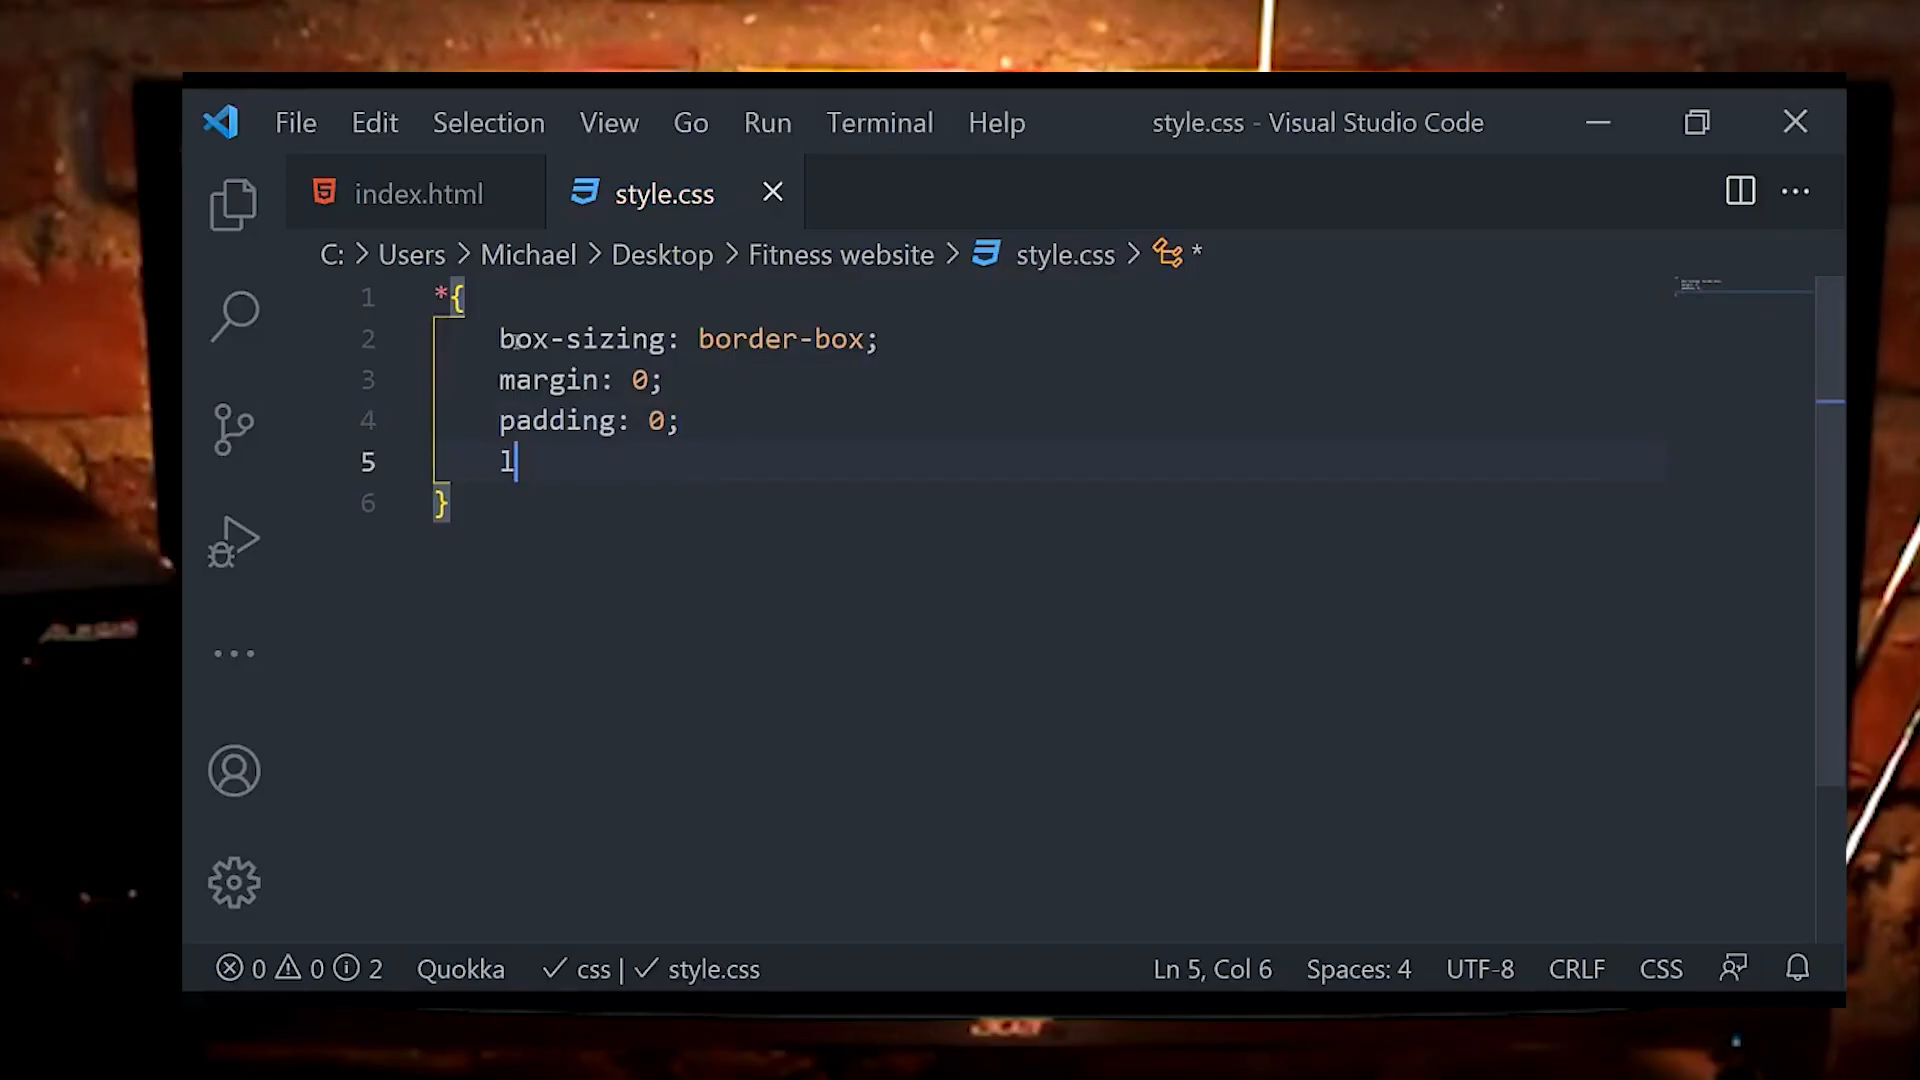 File Edit Selection View Go Run Terminal Help style.css - Visual Studio Code
index.html style.css
C: > Users > Michael > Desktop > Fitness website > style.css > *
1 *{
2 box-sizing: border-box;
3 margin: 0;
4 padding: 0;
5 l
6 }
0 0 2 Quokka ✓ css | ✓ style.css Ln 5, Col 6 Spaces: 4 UTF-8 CRLF CSS
acer